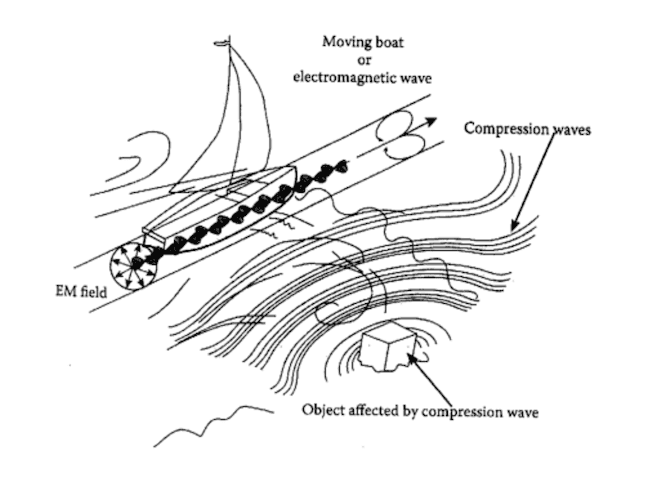 Moving boat
or
electromagnetic wave
Compression waves
EM field
Object affected by compression wave